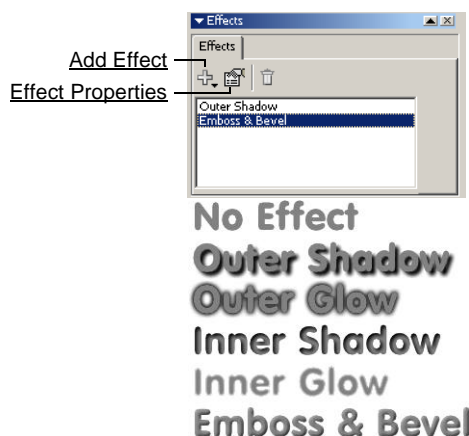 Effects
Effects
Add Effect
Effect Properties
Outer Shadow
Emboss & Bevel
No Effect
Outer Shadow
Outer Glow
Inner Shadow
Inner Glow
Emboss & Bevel